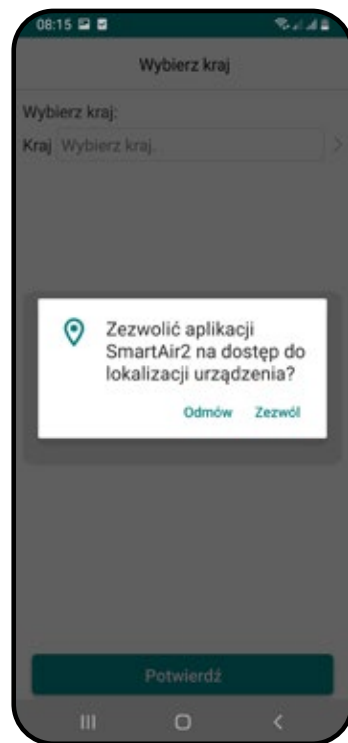 08:15
Wybierz kraj
Wybierz kraj:
Kraj Wybierz kraj.
Zezwolić aplikacji
SmartAir2 na dostęp do
lokalizacji urządzenia?
Odmów Zezwól
Potwierdź